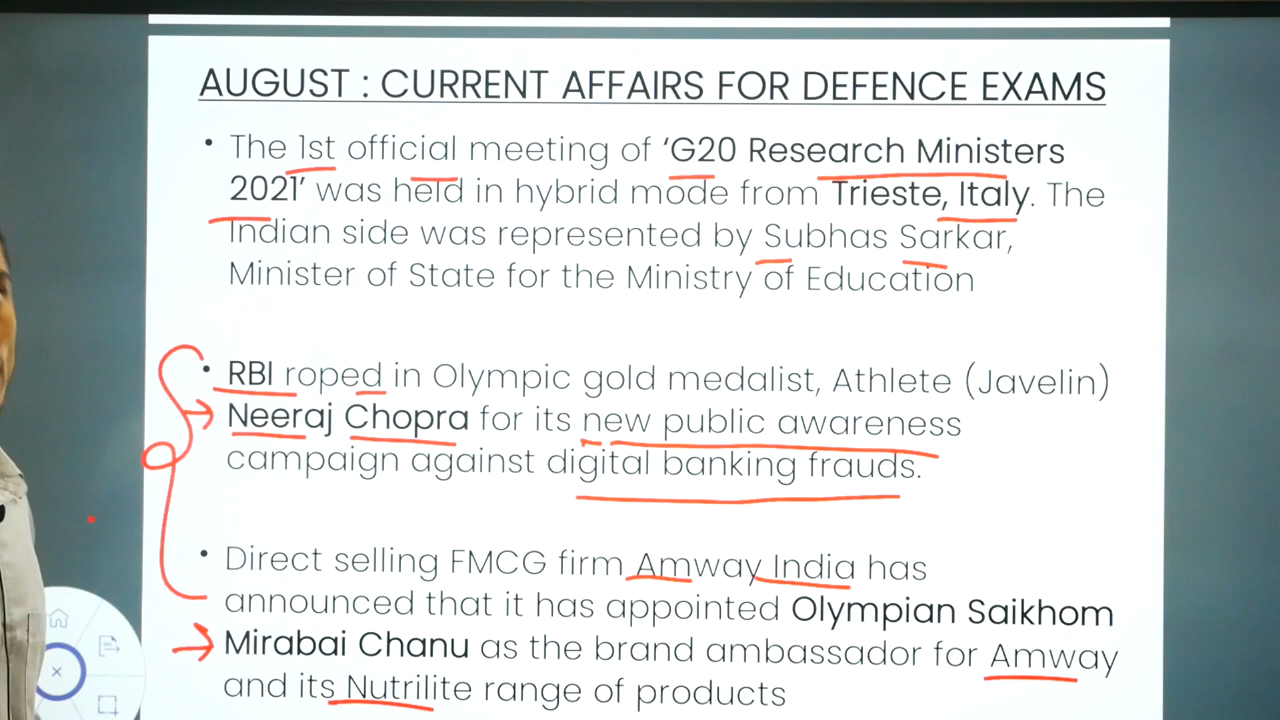 AUGUST : CURRENT AFFAIRS FOR DEFENCE EXAMS
• The 1st official meeting of ‘G20 Research Ministers
2021’ was held in hybrid mode from Trieste, Italy. The
Indian side was represented by Subhas Sarkar,
Minister of State for the Ministry of Education
• RBI roped in Olympic gold medalist, Athlete (Javelin)
Neeraj Chopra for its new public awareness
campaign against digital banking frauds.
• Direct selling FMCG firm Amway India has
announced that it has appointed Olympian Saikhom
Mirabai Chanu as the brand ambassador for Amway
and its Nutrilite range of products